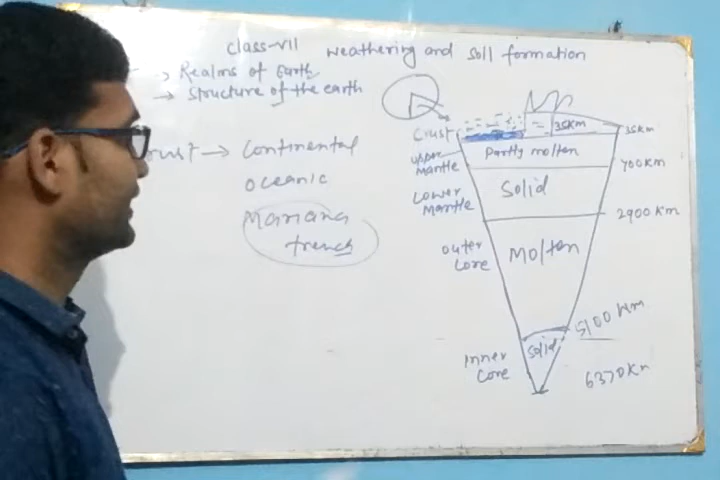 Class-VII weathering and soil formation
→ Realms of Earth
→ Structure of the earth
rust → Continental
Oceanic
Mariana
trench
Crust 35km 35km
upper Mantle Partly molten 700km
Lower Mantle Solid 2900km
Outer Core Molten
5100 km
Inner Core Solid
6370km